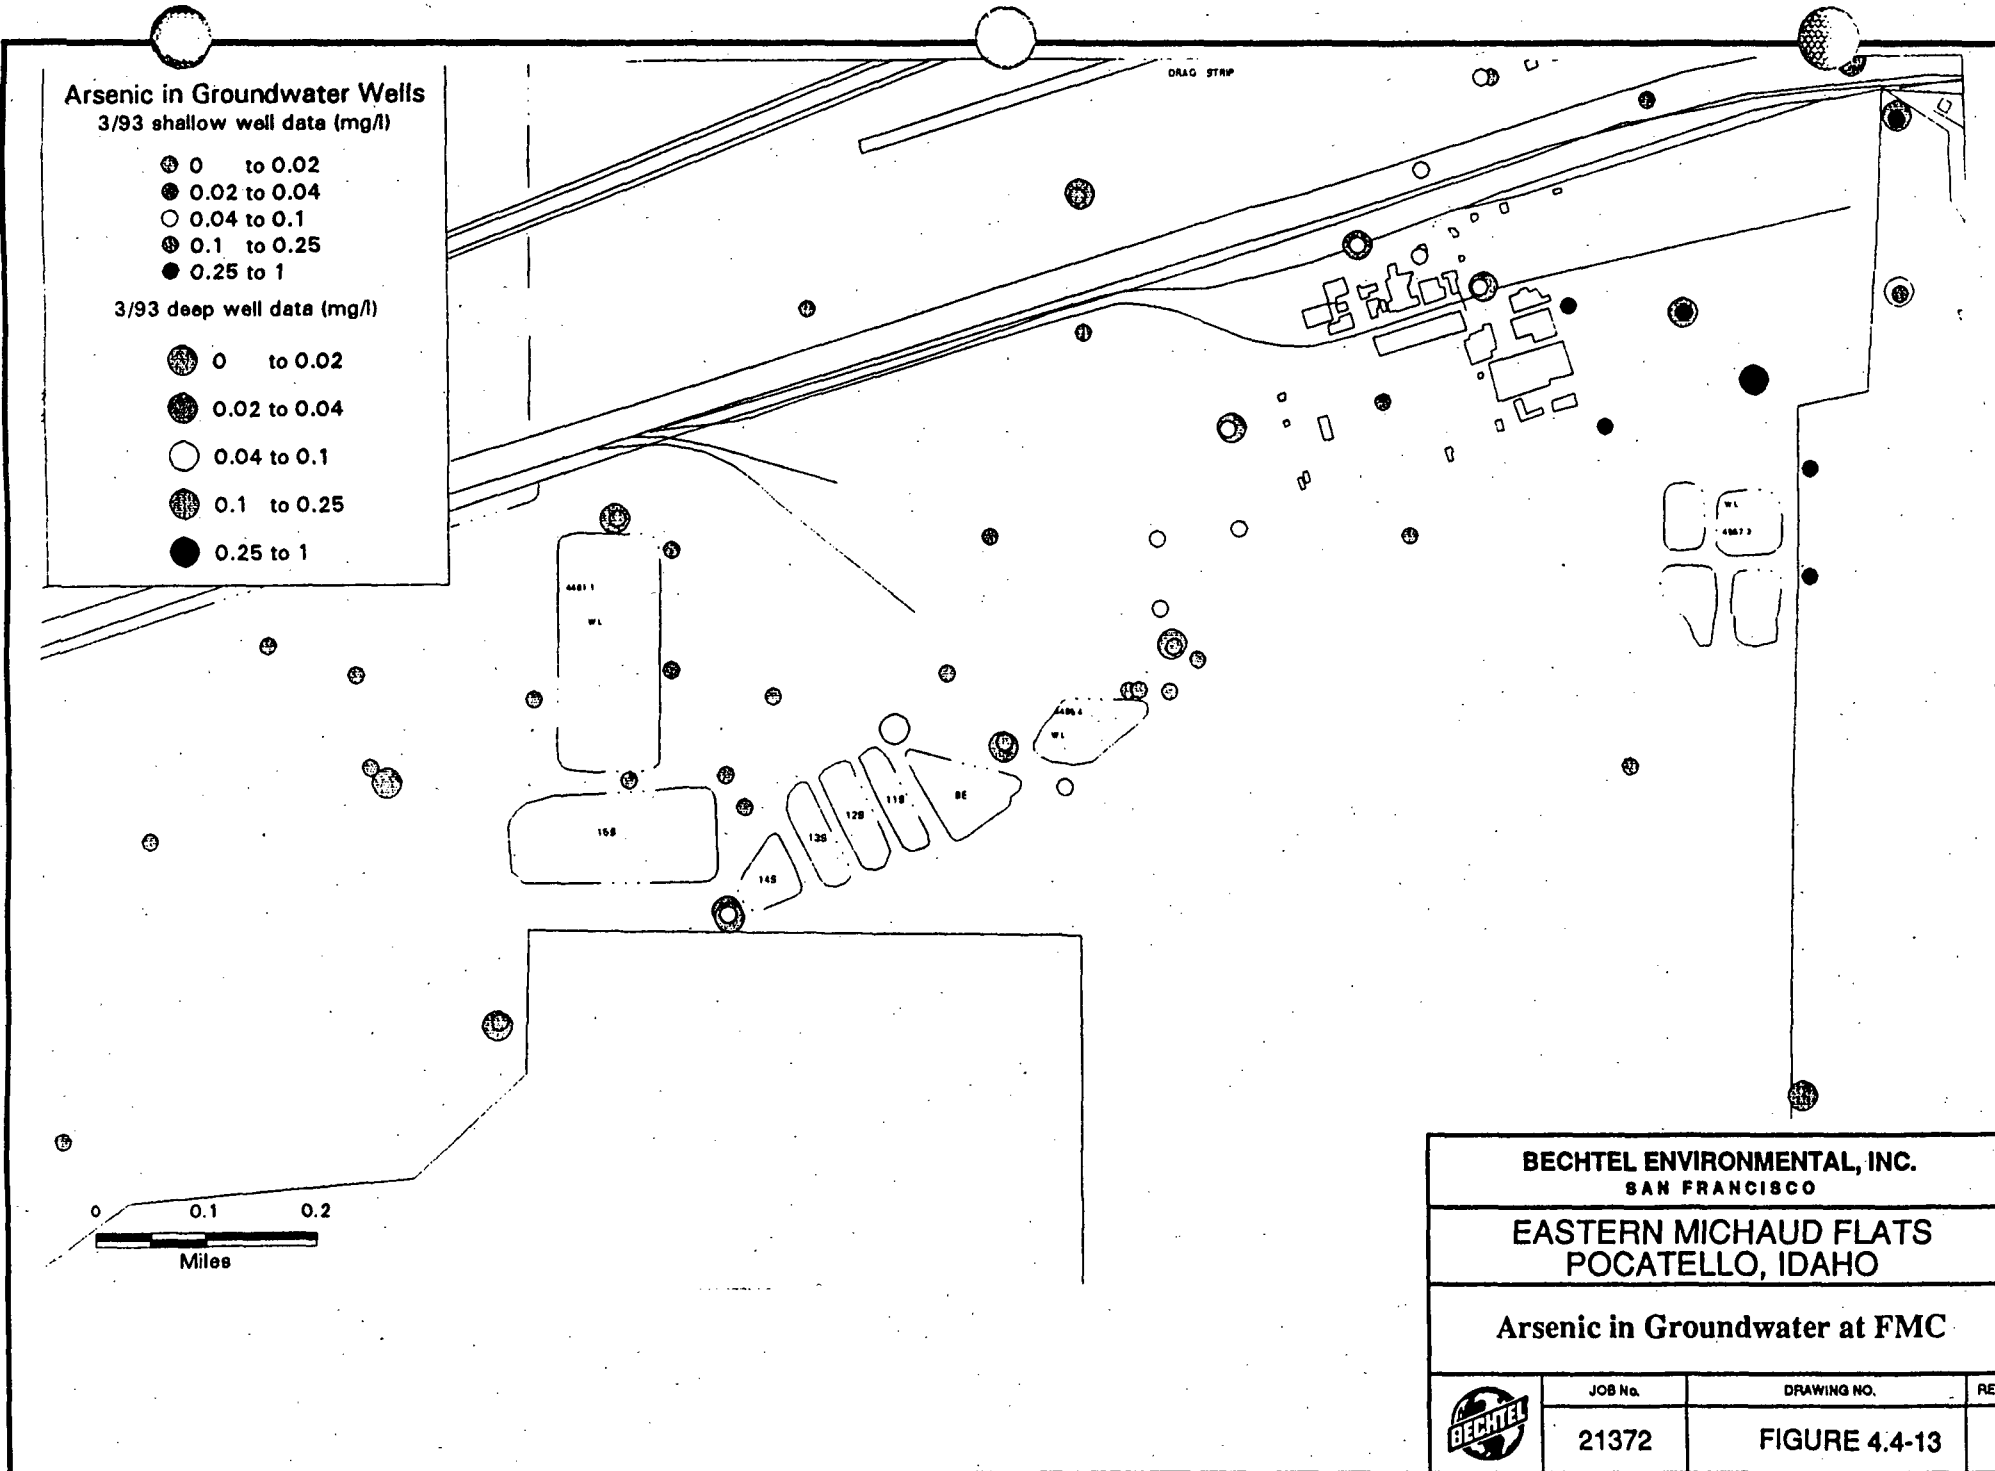 Arsenic in Groundwater Wells
3/93 shallow well data (mg/l)
0 to 0.02
0.02 to 0.04
0.04 to 0.1
0.1 to 0.25
0.25 to 1
3/93 deep well data (mg/l)
0 to 0.02
0.02 to 0.04
0.04 to 0.1
0.1 to 0.25
0.25 to 1
DRAG STRIP
WL
WL
WL
8E
11S
12S
13S
15S
14S
0 0.1 0.2
Miles
BECHTEL ENVIRONMENTAL, INC.
SAN FRANCISCO
EASTERN MICHAUD FLATS
POCATELLO, IDAHO
Arsenic in Groundwater at FMC
BECHTEL
JOB No. DRAWING NO. RE
21372 FIGURE 4.4-13